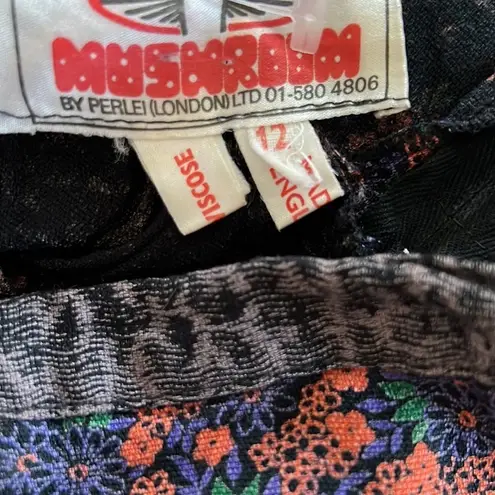 MUSHROOM
BY PERLEI (LONDON) LTD 01-580 4806
VISCOSE
12